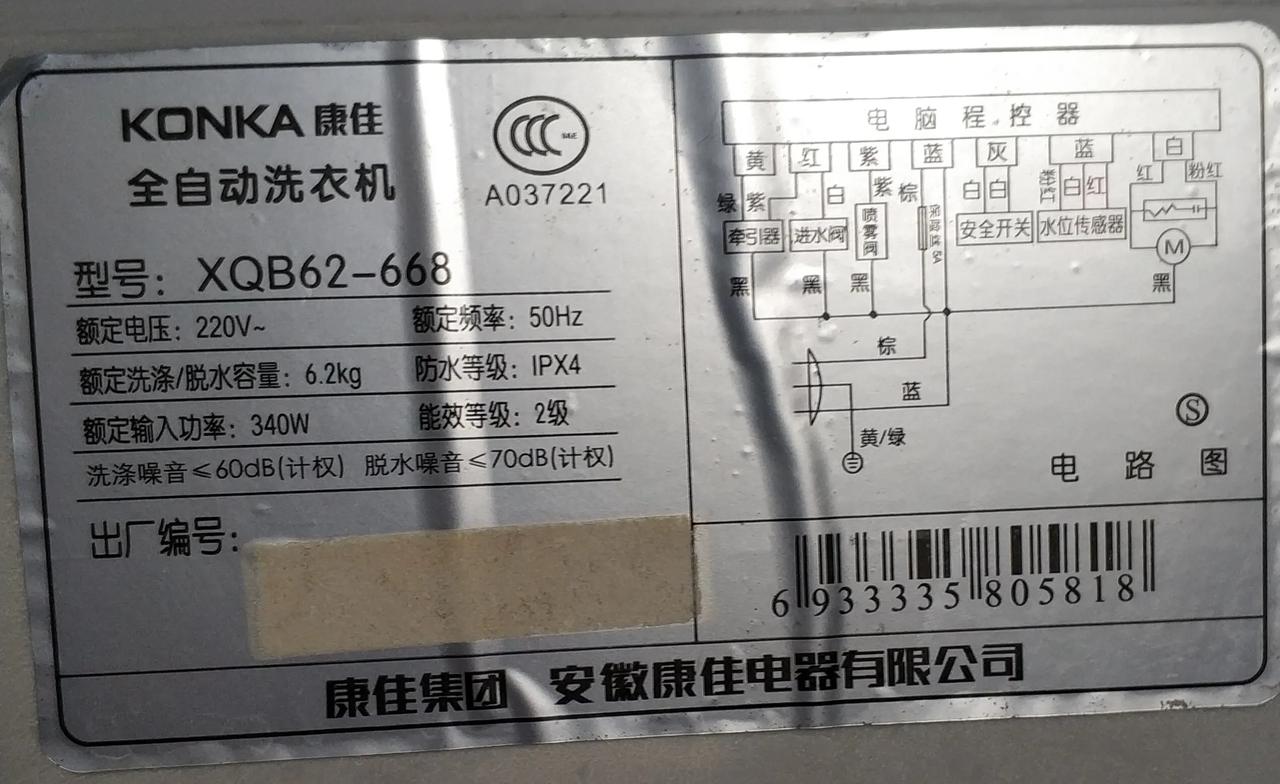 KONKA 康佳
全自动洗衣机
A037221
型号：XQB62-668
额定电压：220V~ 额定频率：50Hz
额定洗涤/脱水容量：6.2kg 防水等级：IPX4
额定输入功率：340W 能效等级：2级
洗涤噪音≤60dB(计权) 脱水噪音≤70dB(计权)
出厂编号：
电脑程控器
黄 红 紫 蓝 灰 蓝 白
红 粉红
绿 紫 白 紫 棕 白 白 白 红
牵引器 进水阀 喷雾阀 安全开关 水位传感器 M
黑 黑 黑 黑
棕
蓝
黄/绿
S
电路图
6 933335 805818
康佳集团 安徽康佳电器有限公司